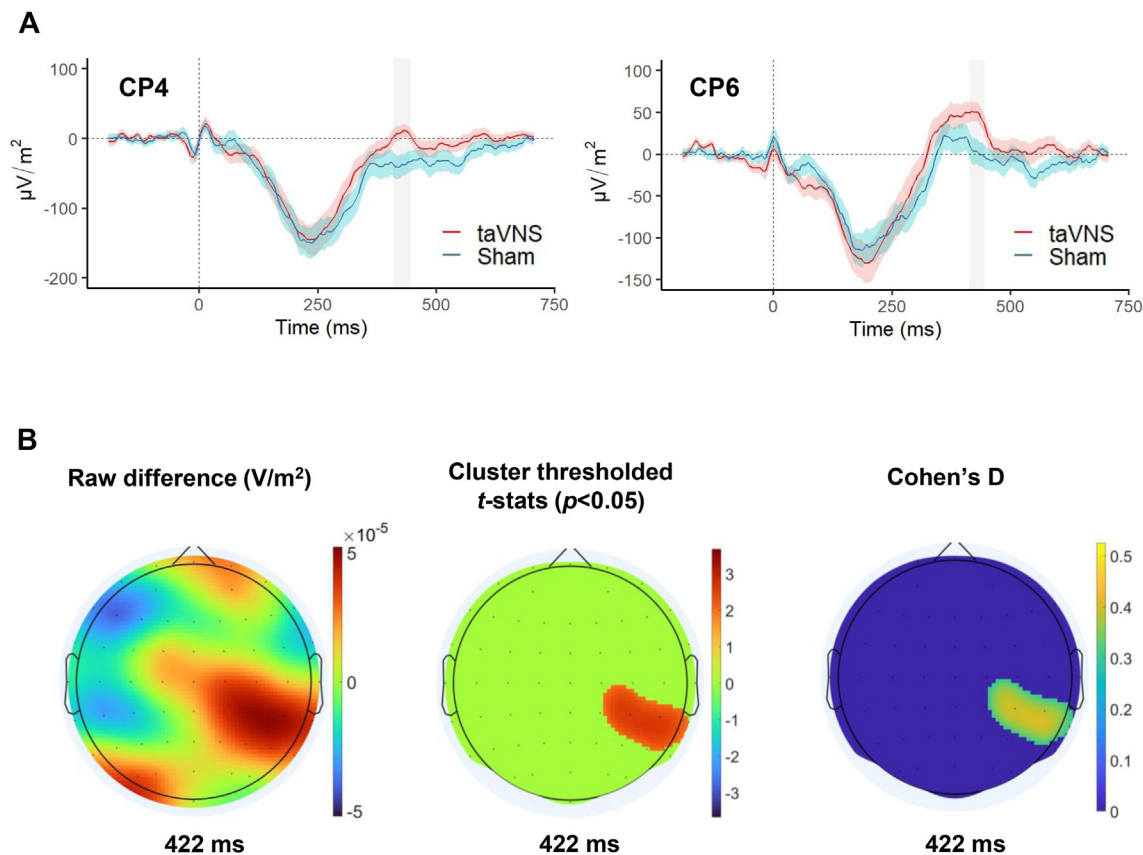 A
CP4
100
0
-100
-200
µV/ m²
taVNS
Sham
0
250
500
750
Time (ms)
CP6
100
50
0
-50
-100
-150
µV/ m²
taVNS
Sham
0
250
500
750
Time (ms)
B
Raw difference (V/m²)
×10⁻⁵
5
0
-5
422 ms
Cluster thresholded
t-stats (p<0.05)
3
2
1
0
-1
-2
-3
422 ms
Cohen's D
0.5
0.4
0.3
0.2
0.1
0
422 ms